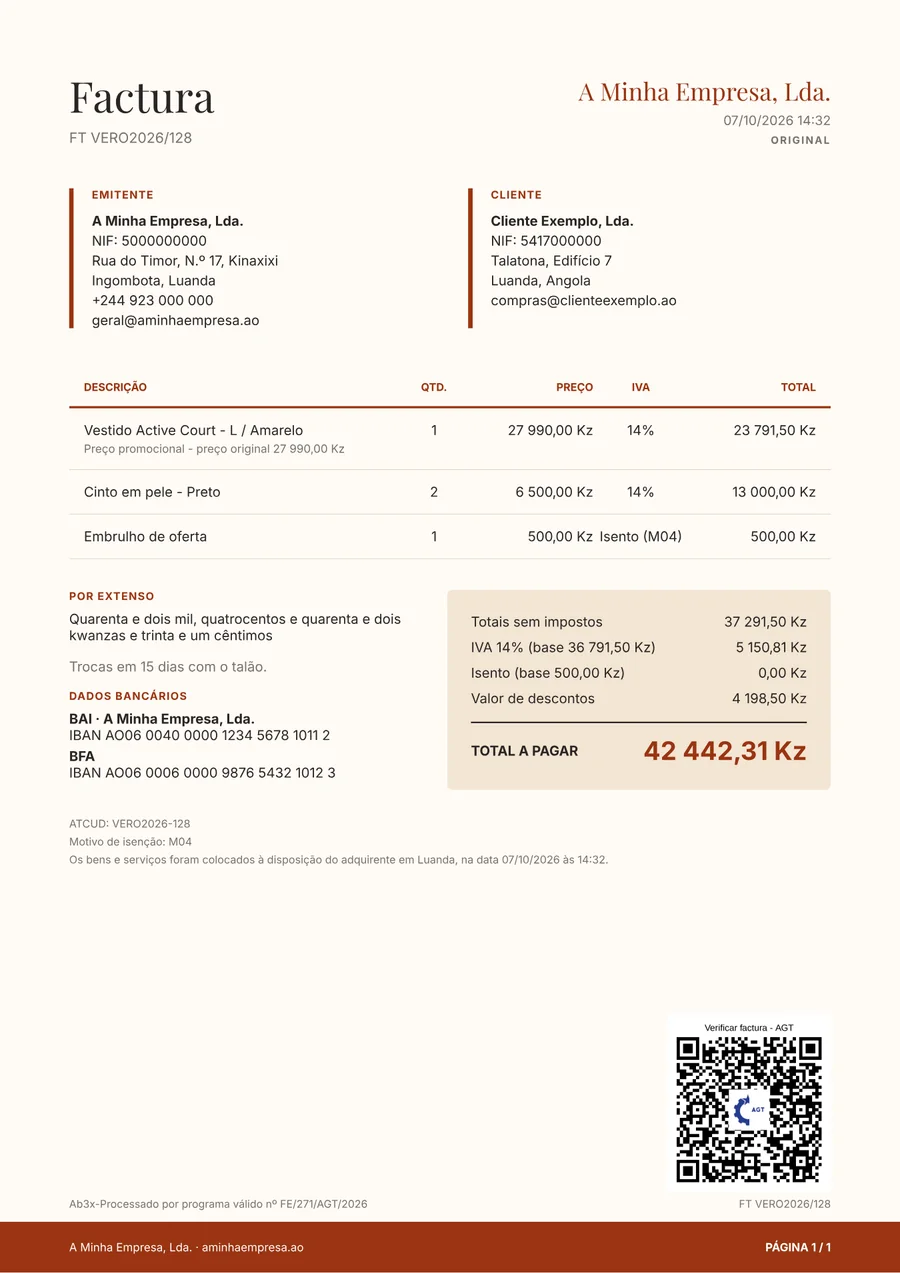 Factura
FT VERO2026/128
A Minha Empresa, Lda.
07/10/2026 14:32
ORIGINAL
EMITENTE
A Minha Empresa, Lda.
NIF: 5000000000
Rua do Timor, N.º 17, Kinaxixi
Ingombota, Luanda
+244 923 000 000
geral@aminhaempresa.ao
CLIENTE
Cliente Exemplo, Lda.
NIF: 5417000000
Talatona, Edifício 7
Luanda, Angola
compras@clienteexemplo.ao
DESCRIÇÃO QTD. PREÇO IVA TOTAL
Vestido Active Court - L / Amarelo 1 27 990,00 Kz 14% 23 791,50 Kz
Preço promocional - preço original 27 990,00 Kz
Cinto em pele - Preto 2 6 500,00 Kz 14% 13 000,00 Kz
Embrulho de oferta 1 500,00 Kz Isento (M04) 500,00 Kz
POR EXTENSO
Quarenta e dois mil, quatrocentos e quarenta e dois
kwanzas e trinta e um cêntimos
Trocas em 15 dias com o talão.
DADOS BANCÁRIOS
BAI · A Minha Empresa, Lda.
IBAN AO06 0040 0000 1234 5678 1011 2
BFA
IBAN AO06 0006 0000 9876 5432 1012 3
Totais sem impostos 37 291,50 Kz
IVA 14% (base 36 791,50 Kz) 5 150,81 Kz
Isento (base 500,00 Kz) 0,00 Kz
Valor de descontos 4 198,50 Kz
TOTAL A PAGAR 42 442,31 Kz
ATCUD: VERO2026-128
Motivo de isenção: M04
Os bens e serviços foram colocados à disposição do adquirente em Luanda, na data 07/10/2026 às 14:32.
Verificar factura - AGT
AGT
Ab3x-Processado por programa válido nº FE/271/AGT/2026
FT VERO2026/128
A Minha Empresa, Lda. · aminhaempresa.ao
PÁGINA 1 / 1